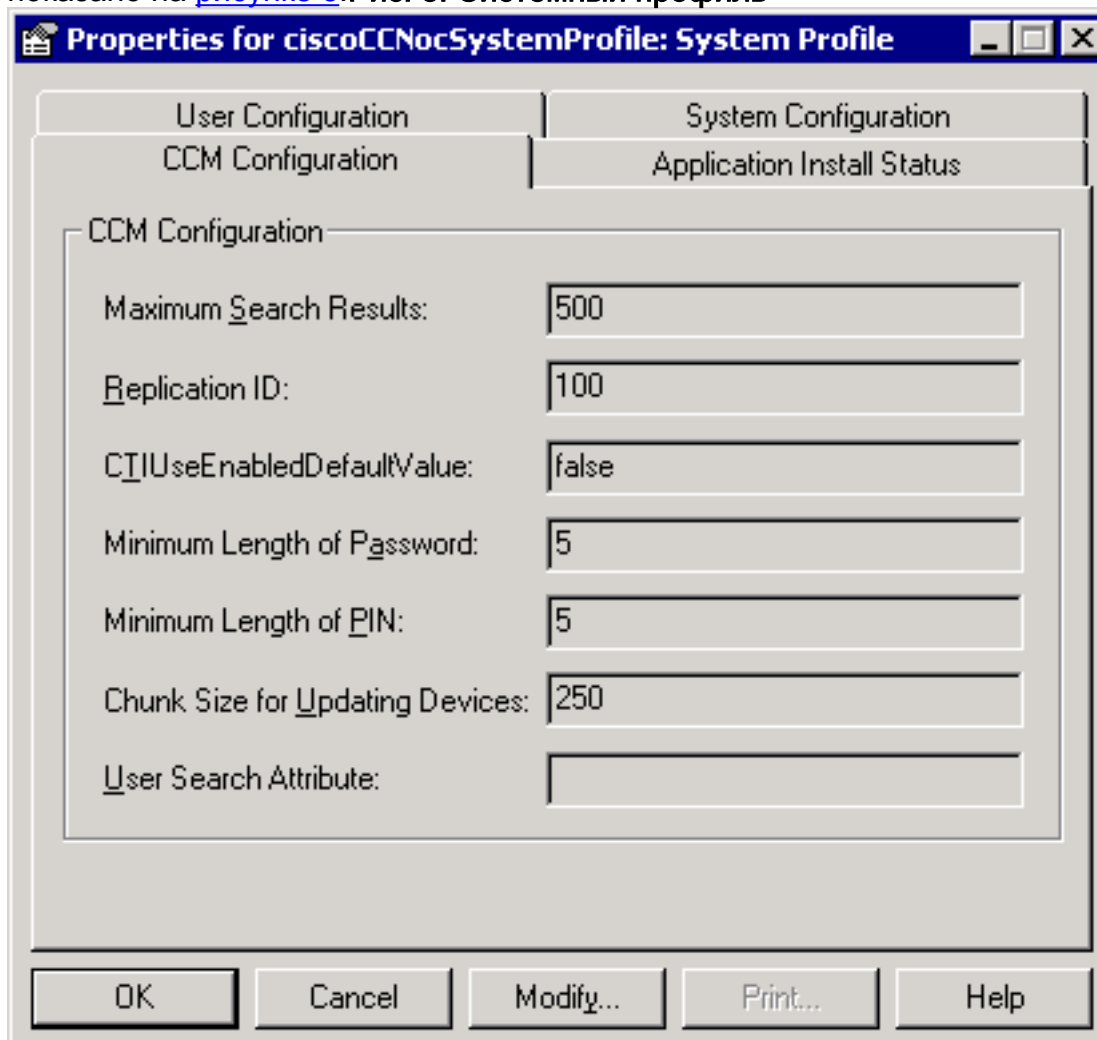 Properties for ciscoCCNocSystemProfile: System Profile
User Configuration
System Configuration
CCM Configuration
Application Install Status
CCM Configuration
Maximum Search Results: 500
Replication ID: 100
CTIUseEnabledDefaultValue: false
Minimum Length of Password: 5
Minimum Length of PIN: 5
Chunk Size for Updating Devices: 250
User Search Attribute:
OK Cancel Modify... Print... Help